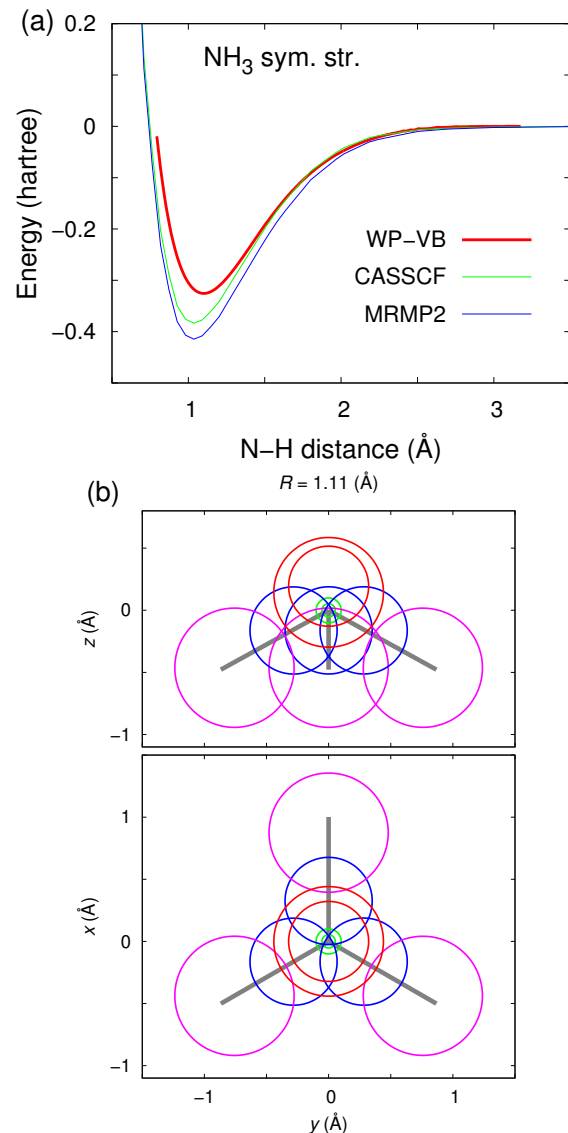 (a)
NH3 sym. str.
Energy (hartree)
0.2
0
−0.2
−0.4
WP−VB
CASSCF
MRMP2
1 2 3
N−H distance (Å)
R = 1.11 (Å)
(b)
z (Å)
0
−1
x (Å)
1
0
−1
−1 0 1
y (Å)